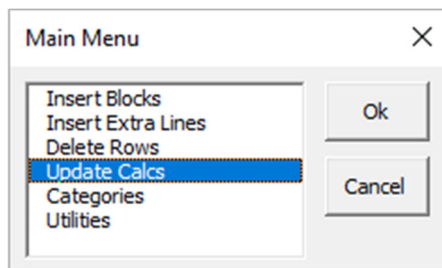 Main Menu
Insert Blocks
Insert Extra Lines
Delete Rows
Update Calcs
Categories
Utilities
Ok
Cancel